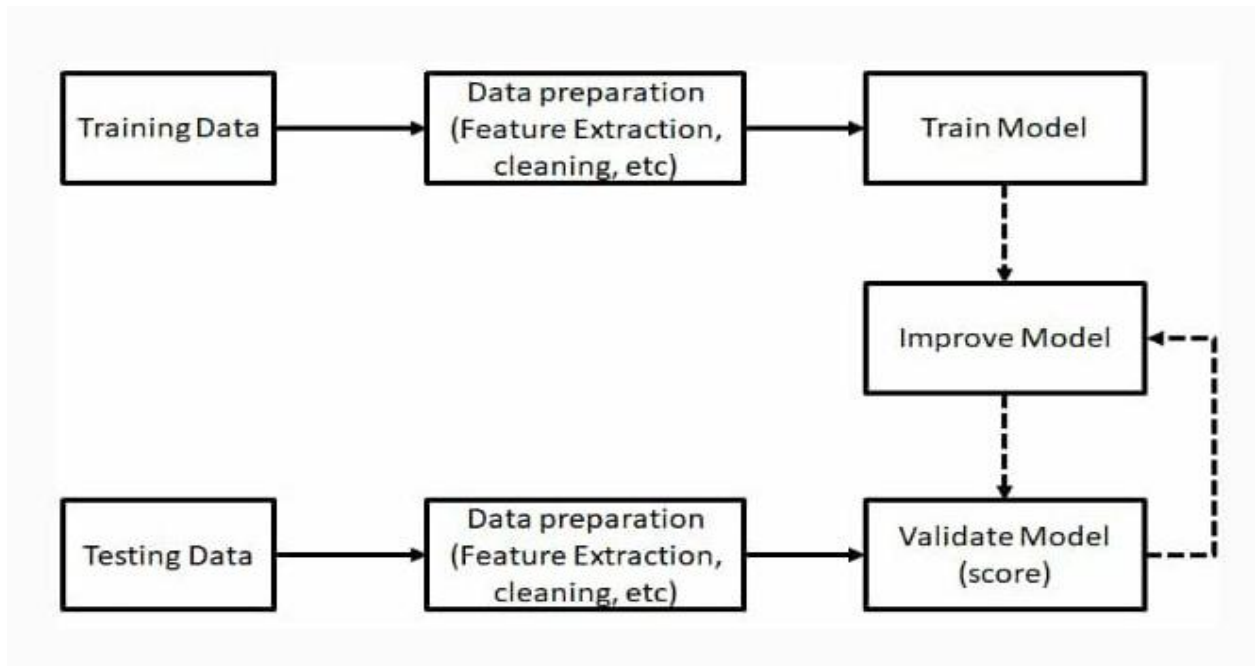 Training Data
Data preparation
(Feature Extraction,
cleaning, etc)
Train Model
Improve Model
Testing Data
Data preparation
(Feature Extraction,
cleaning, etc)
Validate Model
(score)